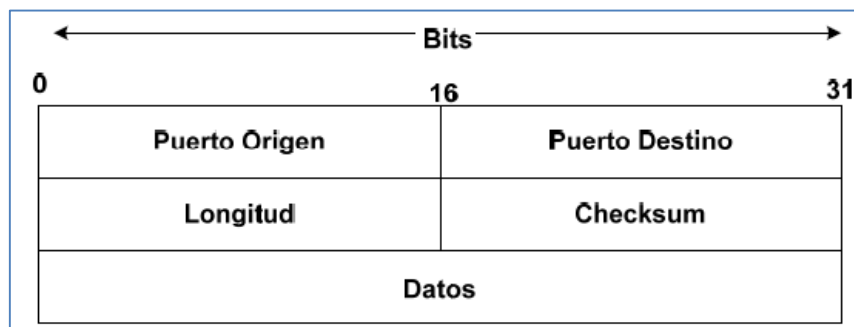 Bits
0 16 31
Puerto Origen Puerto Destino
Longitud Checksum
Datos